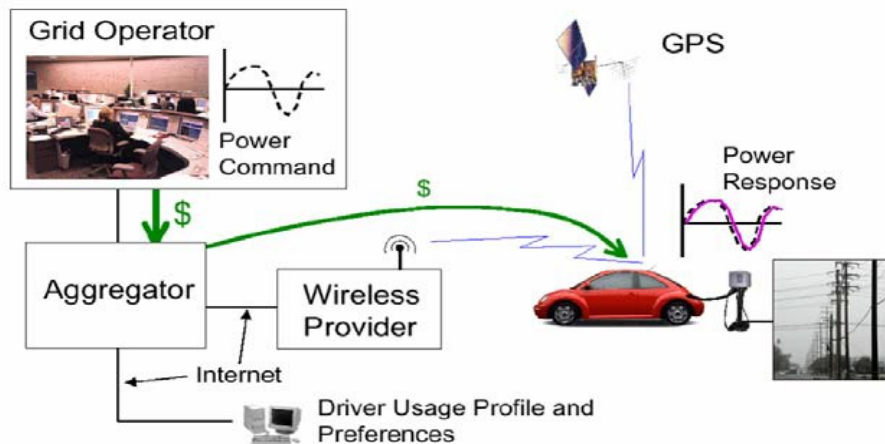 Grid Operator
Power
Command
GPS
Power
Response
$
$
Aggregator
Wireless
Provider
Internet
Driver Usage Profile and
Preferences